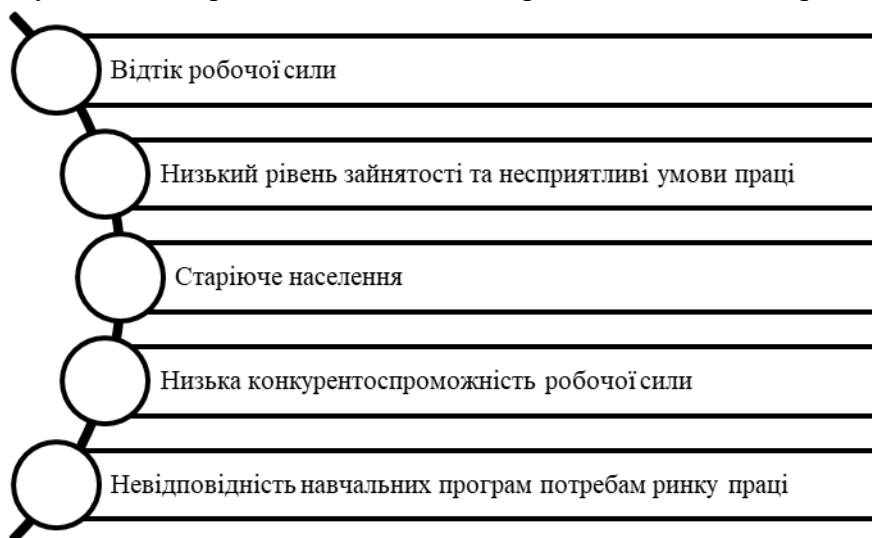 Відтік робочої сили
Низький рівень зайнятості та несприятливі умови праці
Старіюче населення
Низька конкурентоспроможність робочої сили
Невідповідність навчальних програм потребам ринку праці